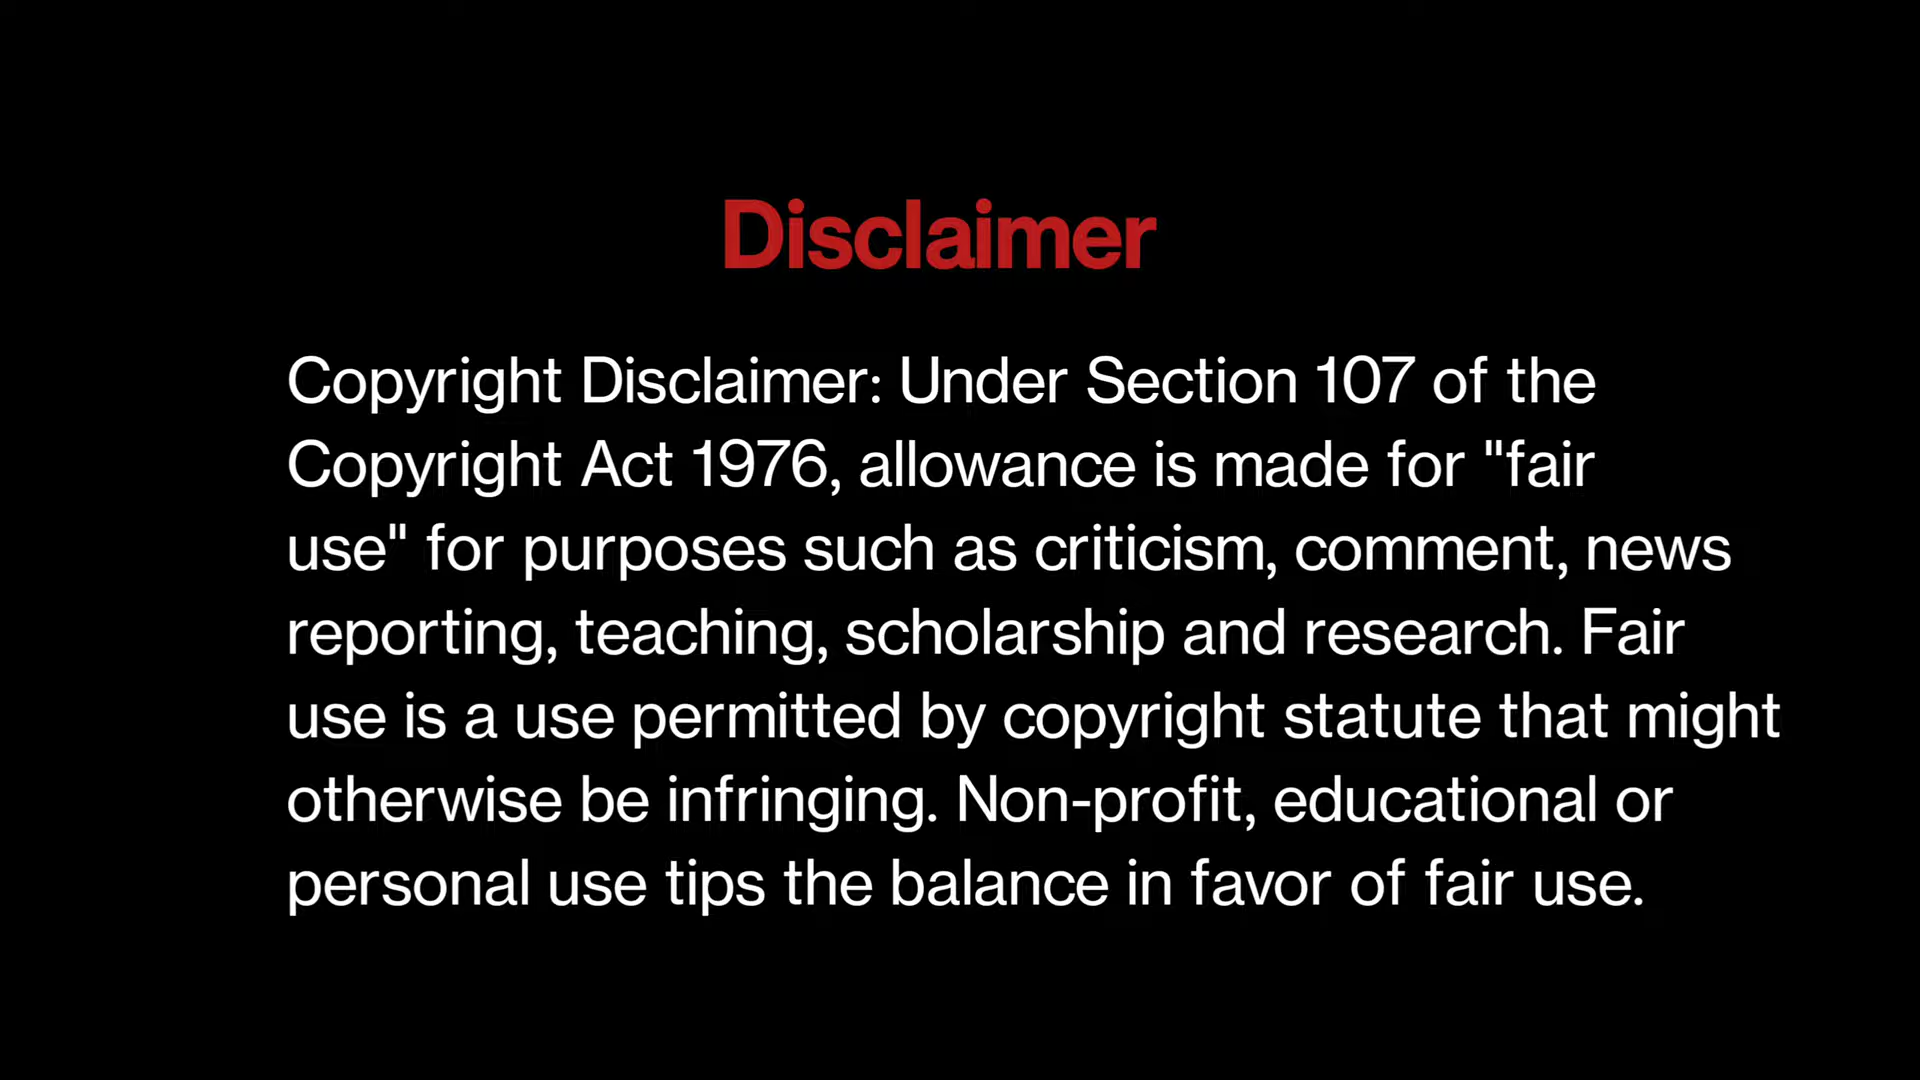 Disclaimer
Copyright Disclaimer: Under Section 107 of the
Copyright Act 1976, allowance is made for "fair
use" for purposes such as criticism, comment, news
reporting, teaching, scholarship and research. Fair
use is a use permitted by copyright statute that might
otherwise be infringing. Non-profit, educational or
personal use tips the balance in favor of fair use.